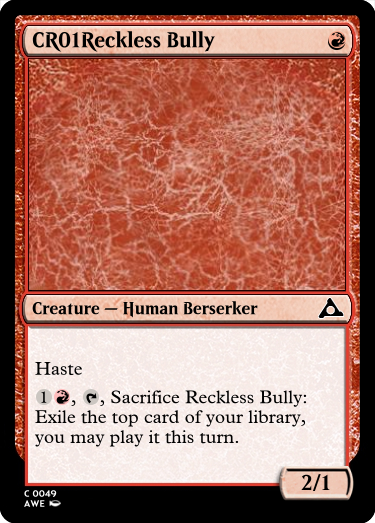 CR01Reckless Bully
Creature — Human Berserker
Haste
1, , Sacrifice Reckless Bully:
Exile the top card of your library,
you may play it this turn.
2/1
C 0049
AWE